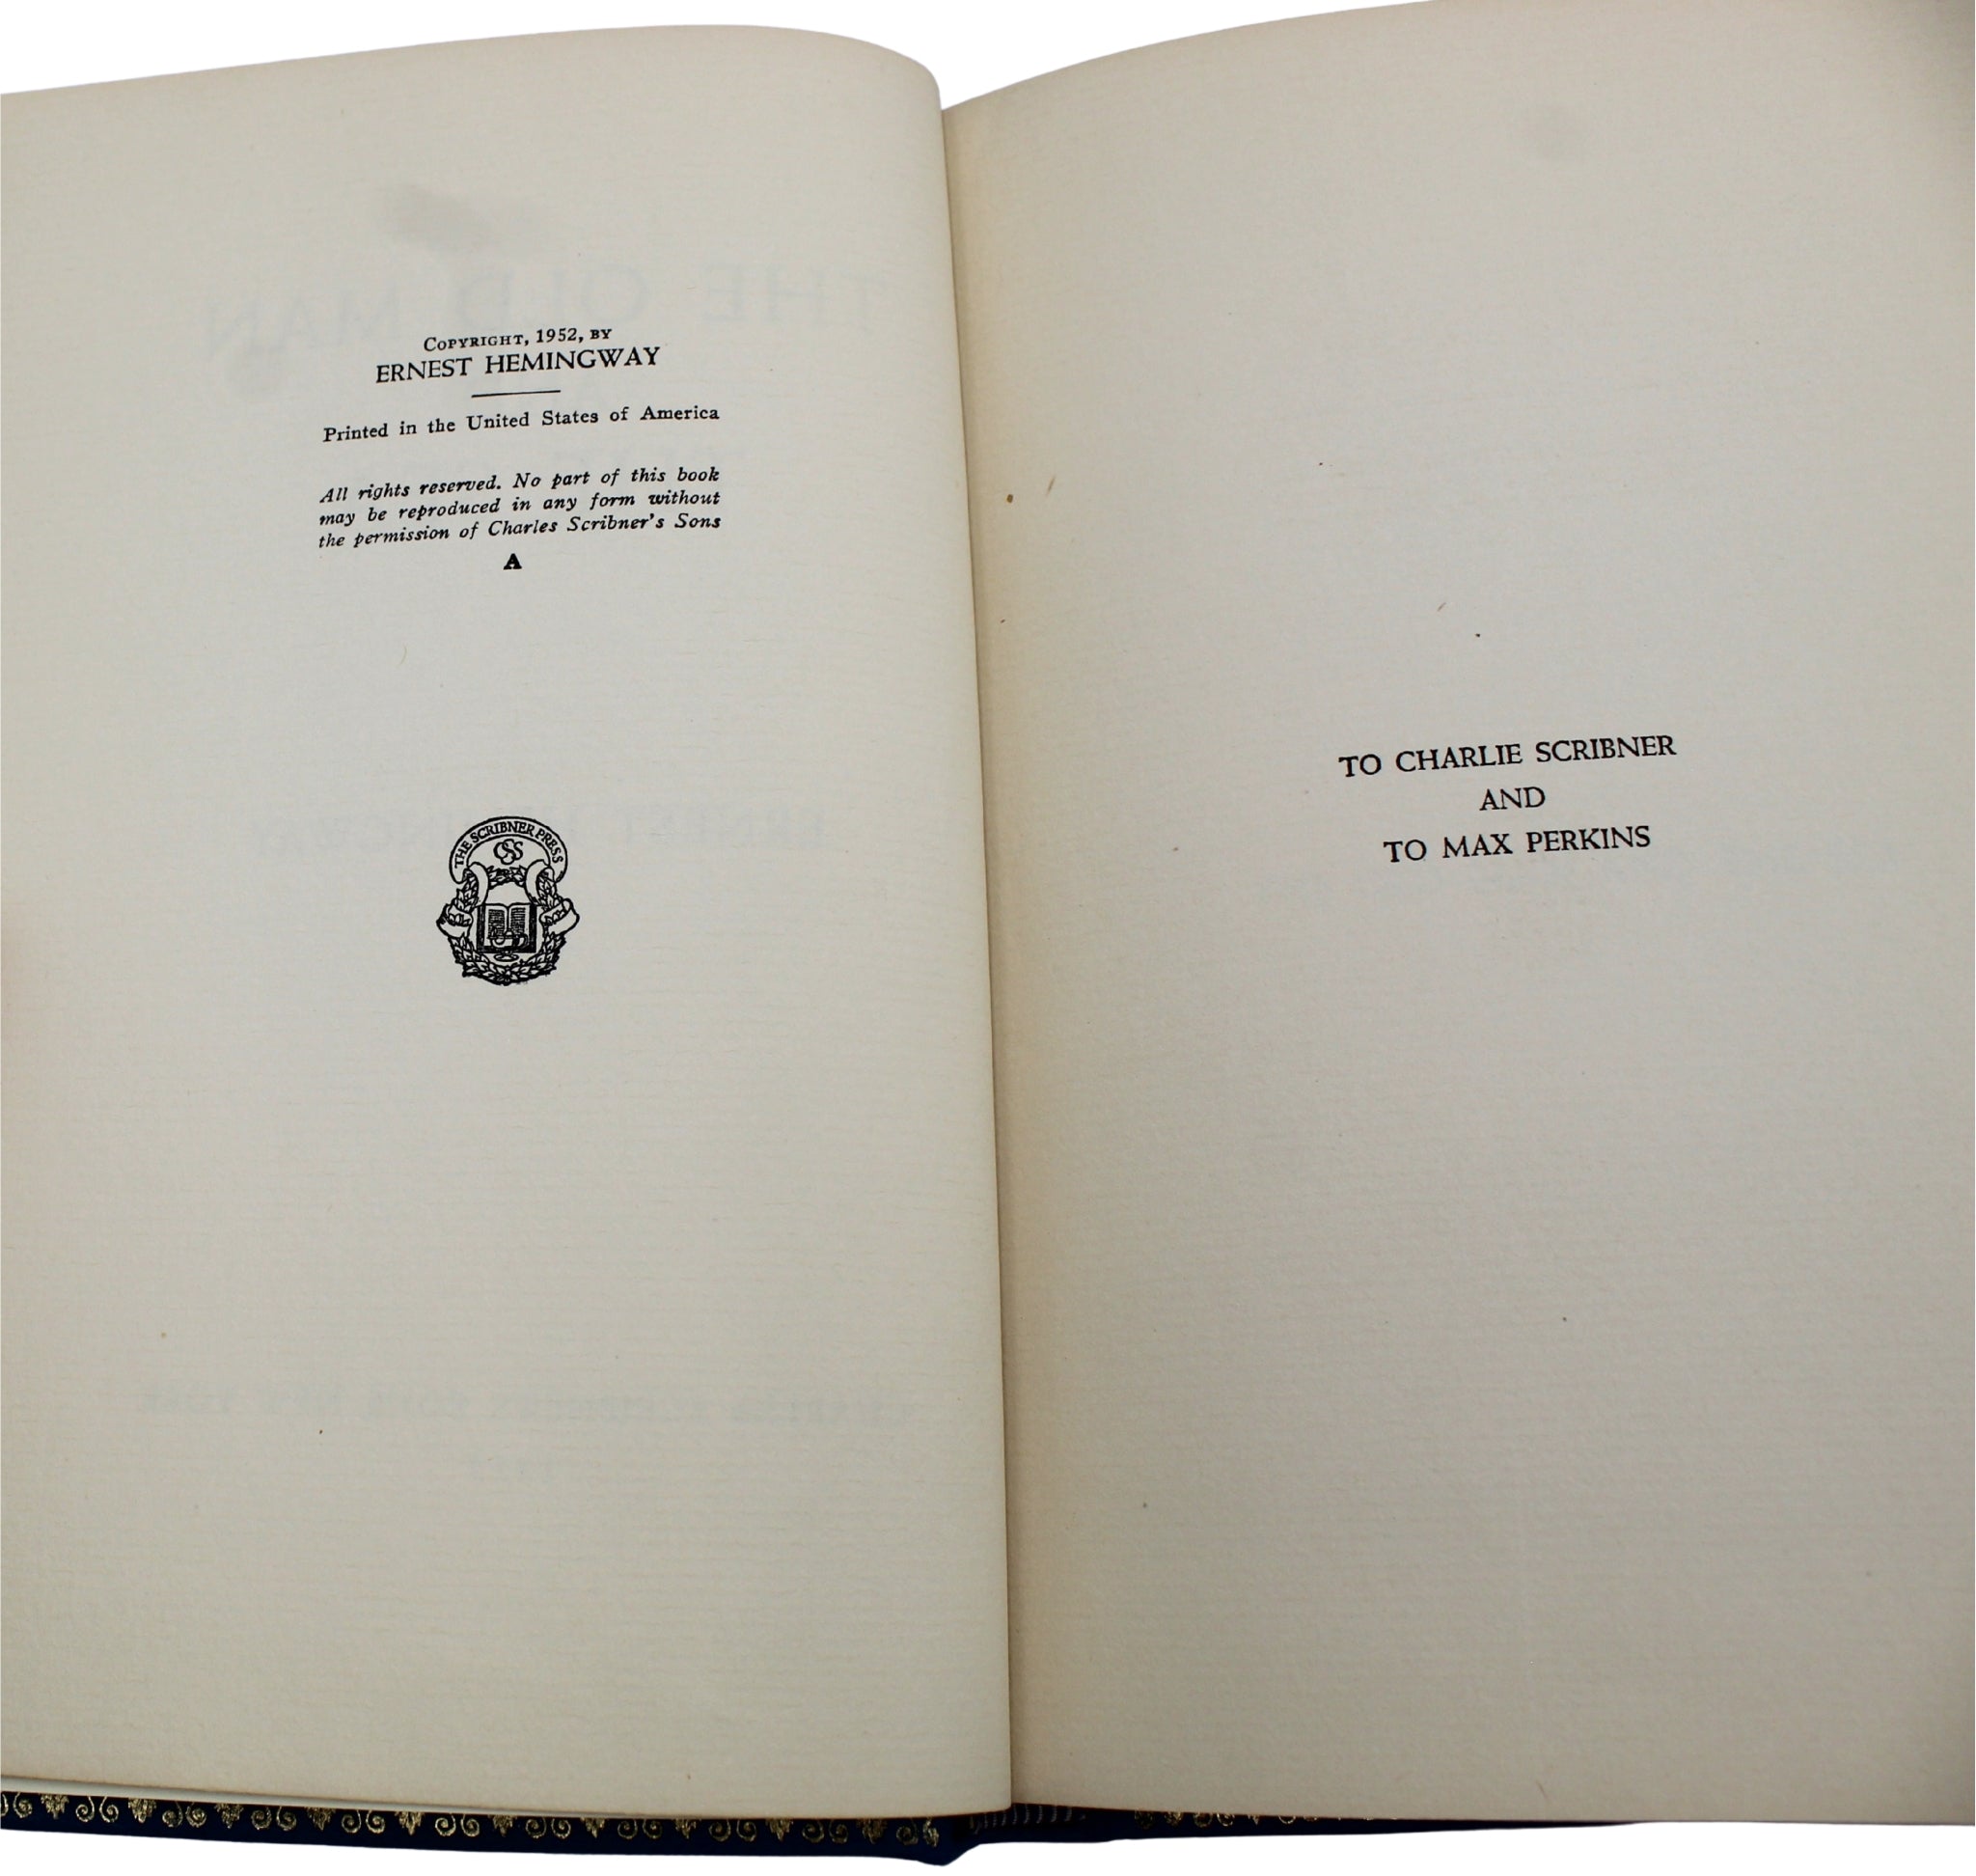 COPYRIGHT, 1952, BY
ERNEST HEMINGWAY
Printed in the United States of America
All rights reserved. No part of this book
may be reproduced in any form without
the permission of Charles Scribner's Sons
A
THE SCRIBNER PRESS
CSS
TO CHARLIE SCRIBNER
AND
TO MAX PERKINS